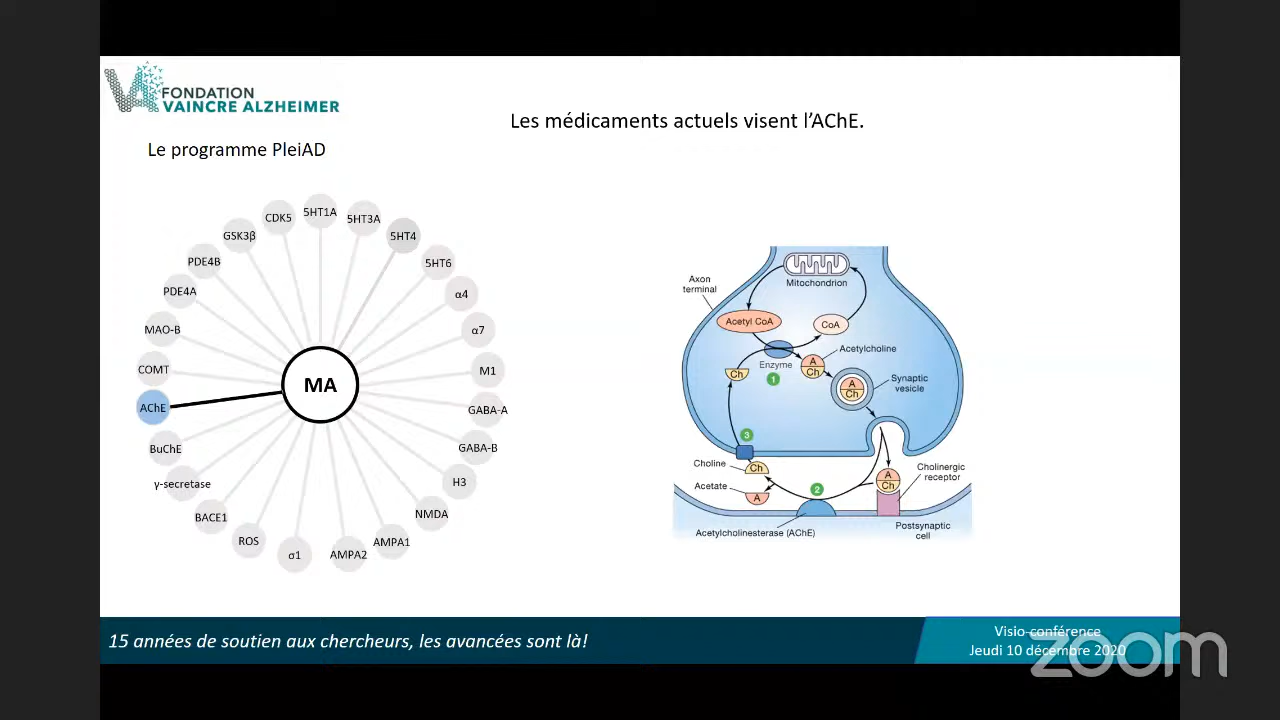 FONDATION
VAINCRE ALZHEIMER
Les médicaments actuels visent l’AChE.
Le programme PleiAD
MA
5HT1A
5HT3A
5HT4
5HT6
α4
α7
M1
GABA-A
GABA-B
H3
NMDA
AMPA1
AMPA2
σ1
ROS
BACE1
γ-secretase
BuChE
AChE
COMT
MAO-B
PDE4A
PDE4B
GSK3β
CDK5
Axon
terminal
Mitochondrion
Acetyl CoA
CoA
Enzyme
1
A
Ch
Acetylcholine
Ch
A
Ch
Synaptic
vesicle
3
Choline
Ch
Acetate
A
2
A
Ch
Cholinergic
receptor
Acetylcholinesterase (AChE)
Postsynaptic
cell
15 années de soutien aux chercheurs, les avancées sont là!
Visio-conférence
Jeudi 10 décembre 2020
zoom